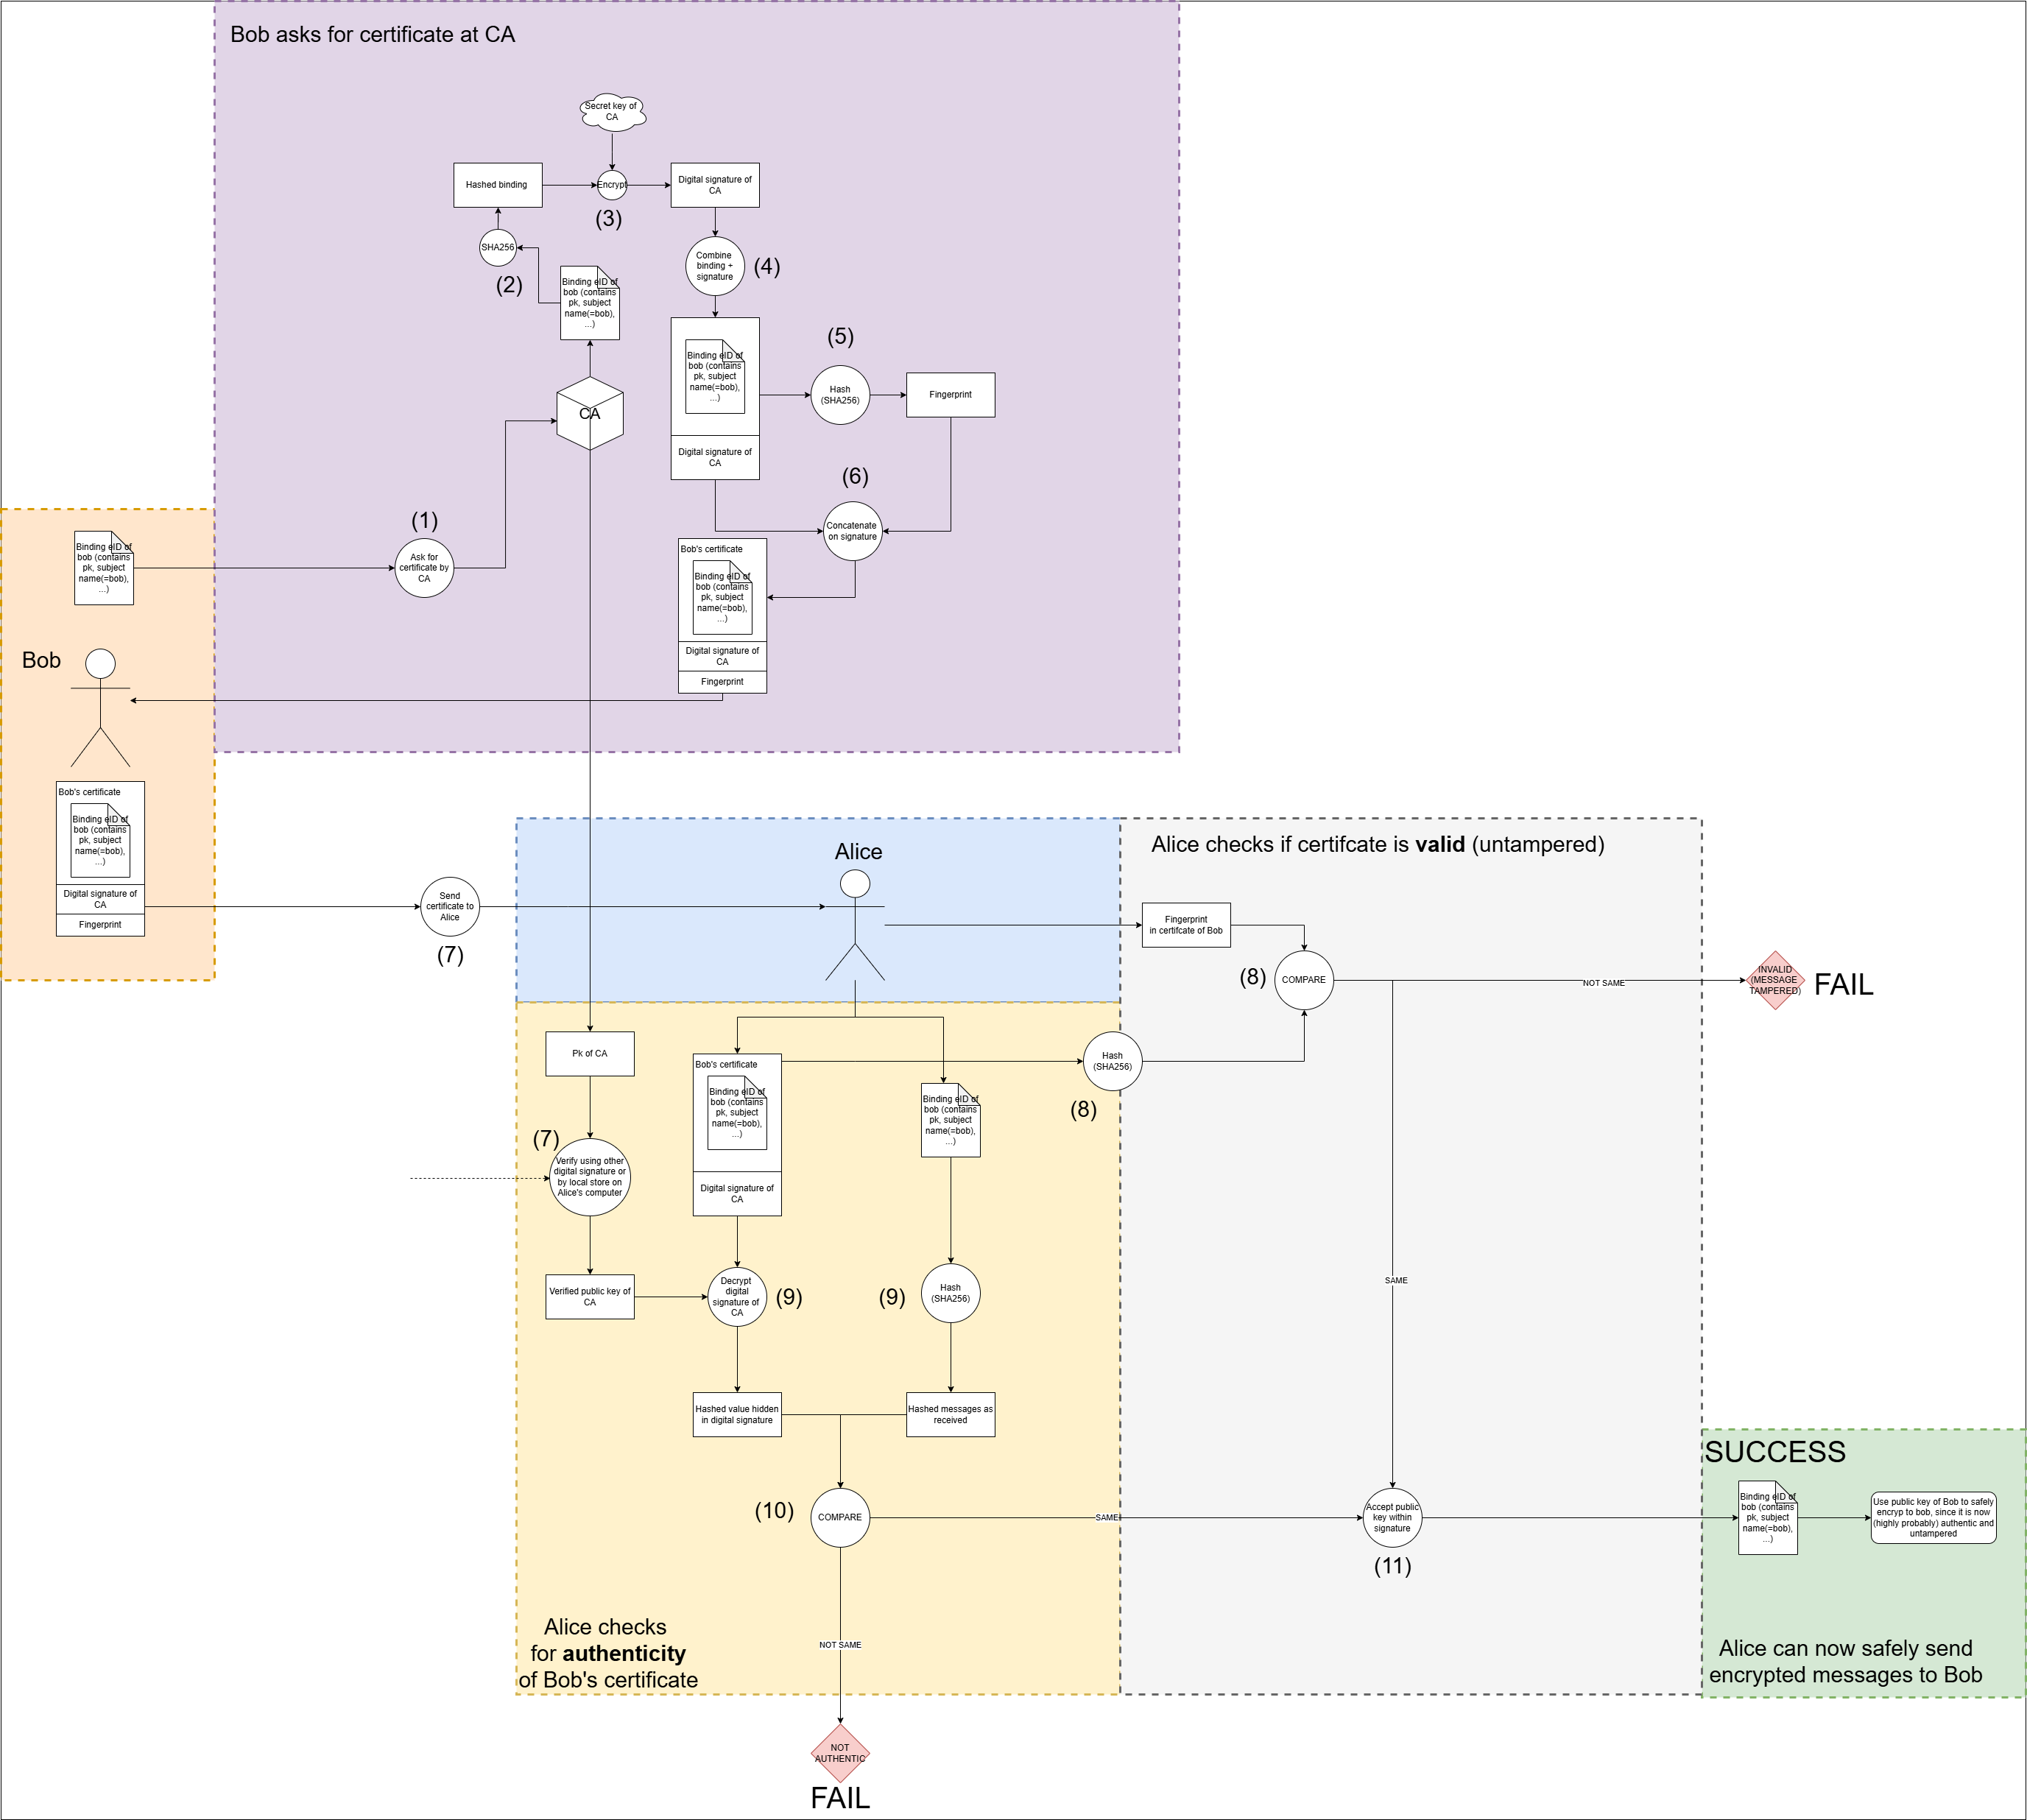 Bob asks for certificate at CA
Secret key of
CA
Hashed binding
Encrypt
Digital signature of
CA
(3)
SHA256
(2)
Combine
binding +
signature
(4)
Binding eID of
bob (contains
pk, subject
name(=bob),
...)
Binding eID of
bob (contains
pk, subject
name(=bob),
...)
Digital signature of
CA
(5)
Hash
(SHA256)
Fingerprint
CA
(6)
Concatenate
on signature
(1)
Ask for
certificate by
CA
Binding eID of
bob (contains
pk, subject
name(=bob),
...)
Bob's certificate
Binding eID of
bob (contains
pk, subject
name(=bob),
...)
Digital signature of
CA
Fingerprint
Bob
Bob's certificate
Binding eID of
bob (contains
pk, subject
name(=bob),
...)
Digital signature of
CA
Fingerprint
Send
certificate to
Alice
(7)
Alice
Alice checks if certifcate is valid (untampered)
Fingerprint
in certifcate of Bob
(8)
COMPARE
NOT SAME
INVALID
(MESSAGE
TAMPERED)
FAIL
Pk of CA
Bob's certificate
Binding eID of
bob (contains
pk, subject
name(=bob),
...)
Digital signature of
CA
Hash
(SHA256)
(8)
Binding eID of
bob (contains
pk, subject
name(=bob),
...)
(7)
Verify using other
digital signature or
by local store on
Alice's computer
Verified public key of
CA
Decrypt
digital
signature of
CA
(9)
(9)
Hash
(SHA256)
SAME
Hashed value hidden
in digital signature
Hashed messages as
received
(10)
COMPARE
SAME
Accept public
key within
signature
(11)
SUCCESS
Binding eID of
bob (contains
pk, subject
name(=bob),
...)
Use public key of Bob to safely
encryp to bob, since it is now
(highly probably) authentic and
untampered
Alice can now safely send
encrypted messages to Bob
Alice checks
for authenticity
of Bob's certificate
NOT SAME
NOT
AUTHENTIC
FAIL